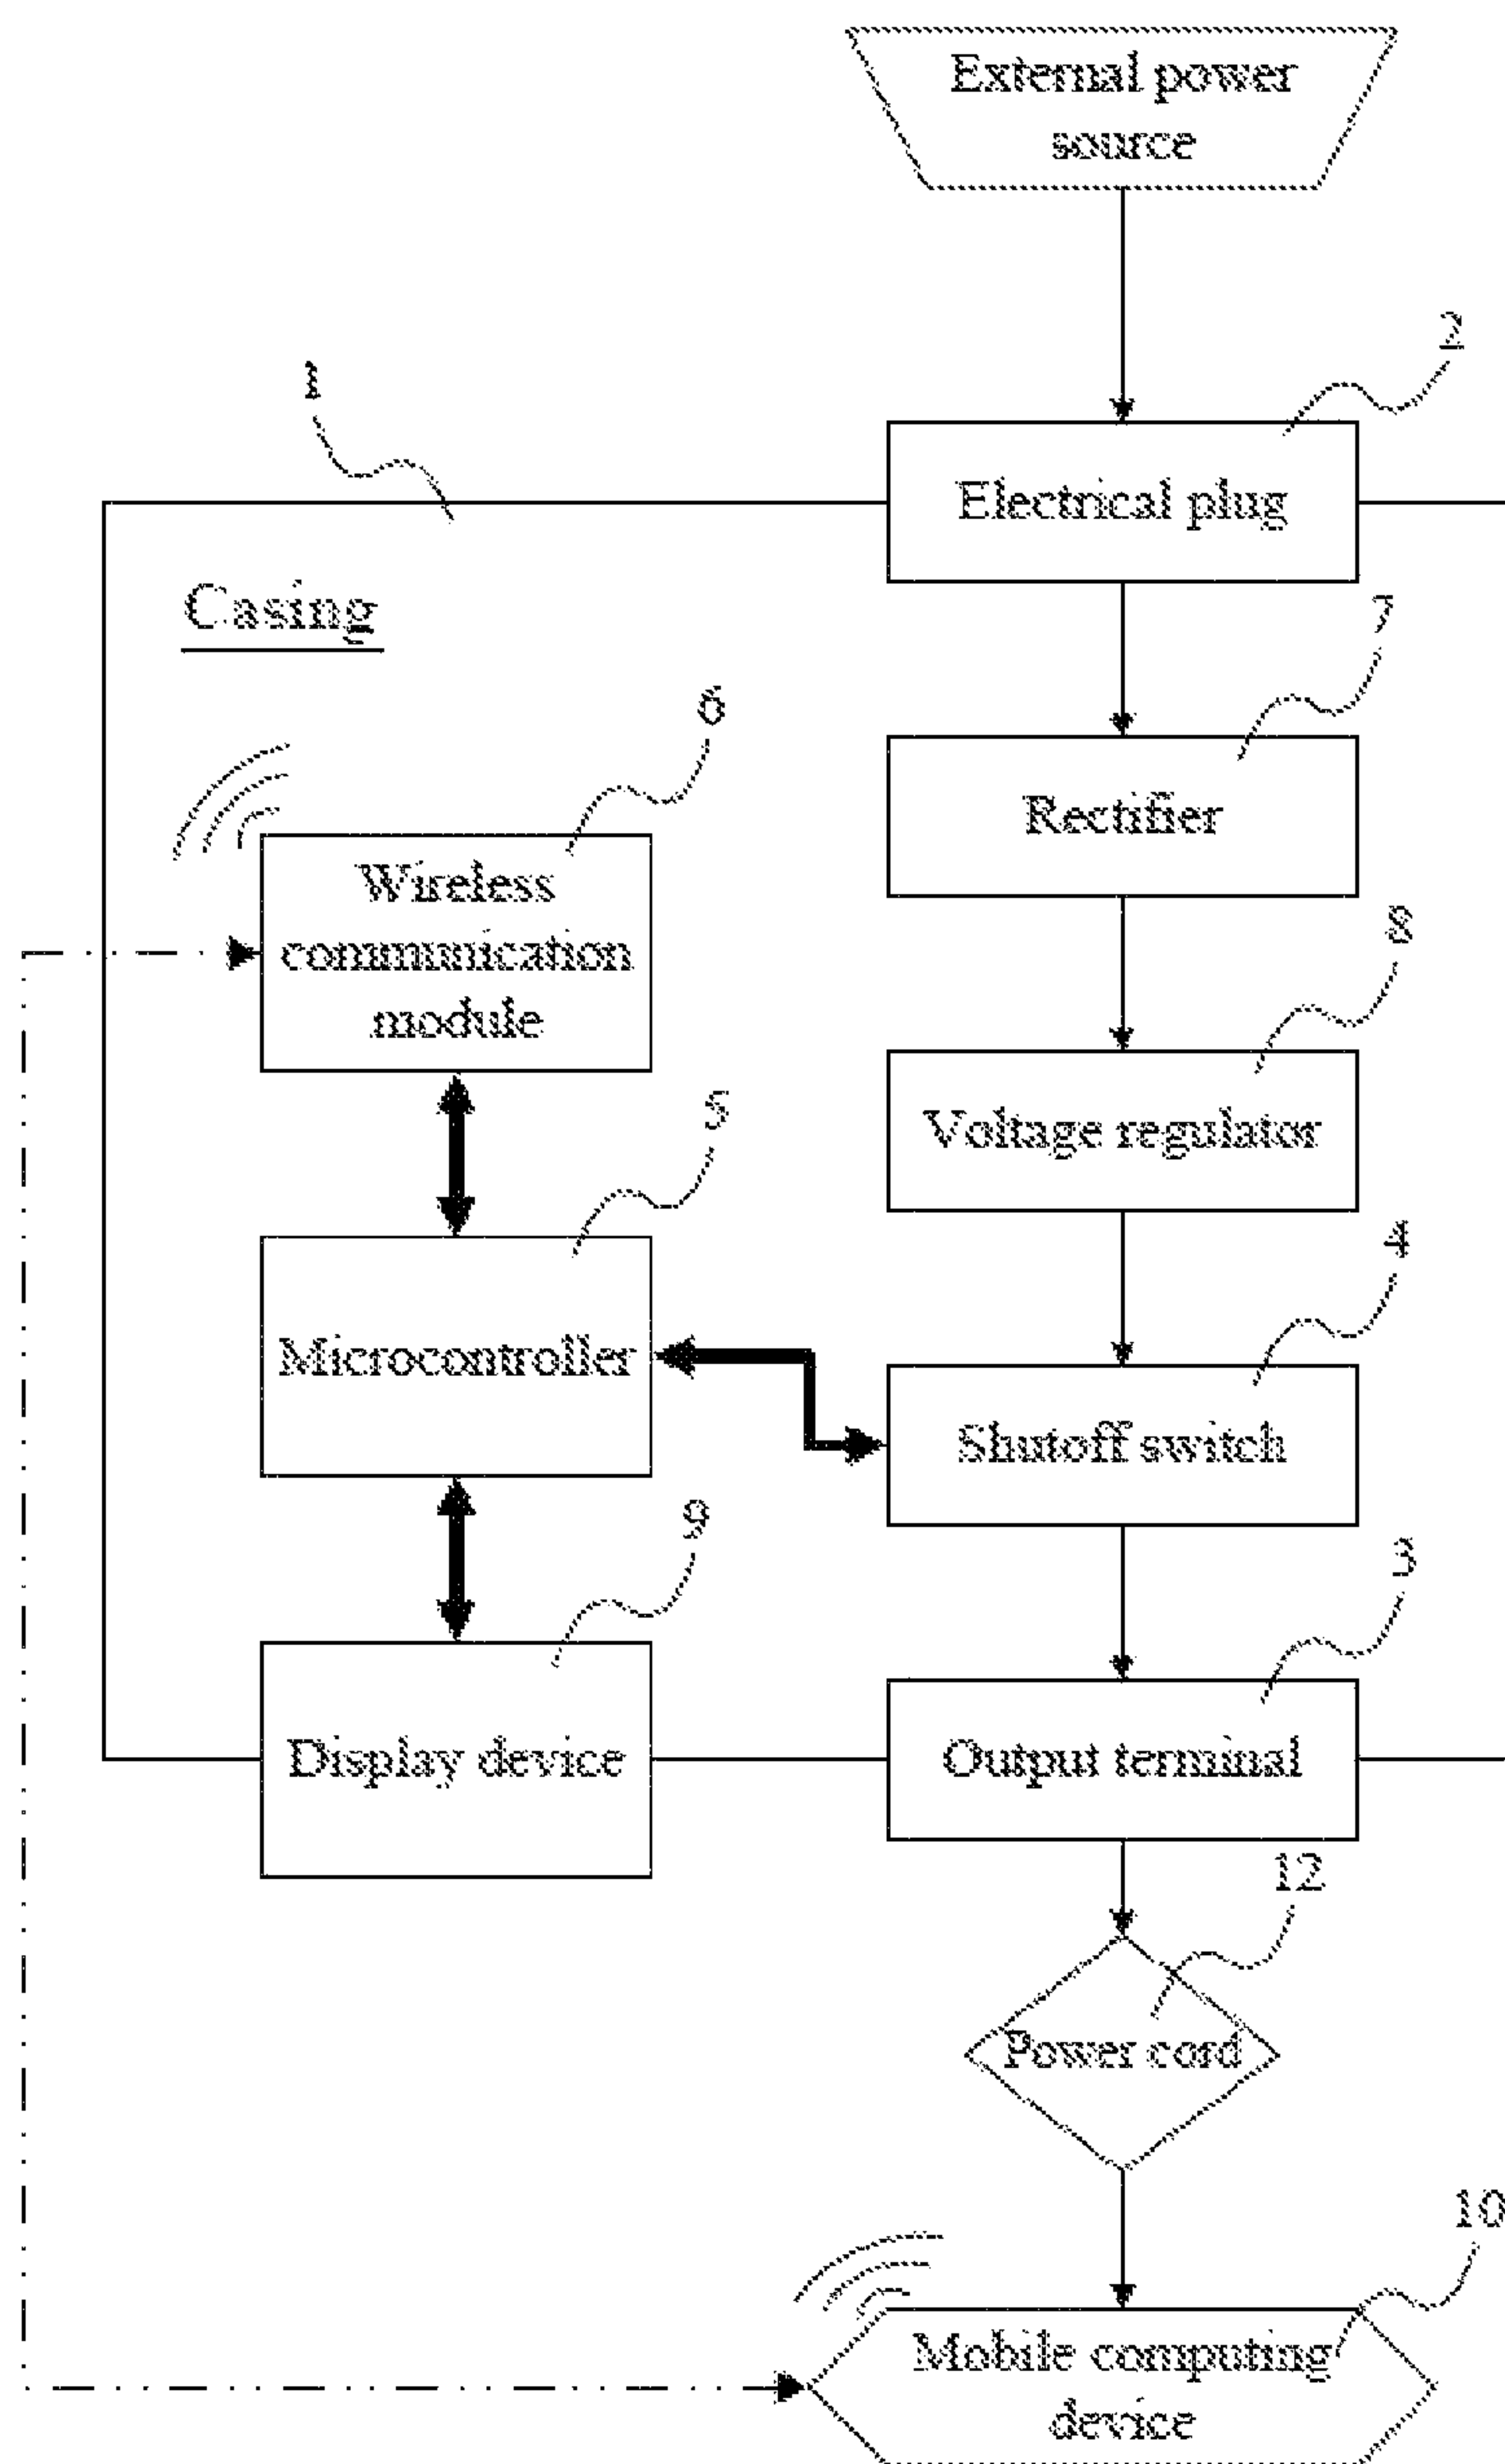 External power
source
2
1
Electrical plug
Casing
7
6
Rectifier
Wireless
communication
module
8
5
Voltage regulator
4
Microcontroller
Shutoff switch
9
3
Display device
Output terminal
12
Power cord
10
Mobile computing
device